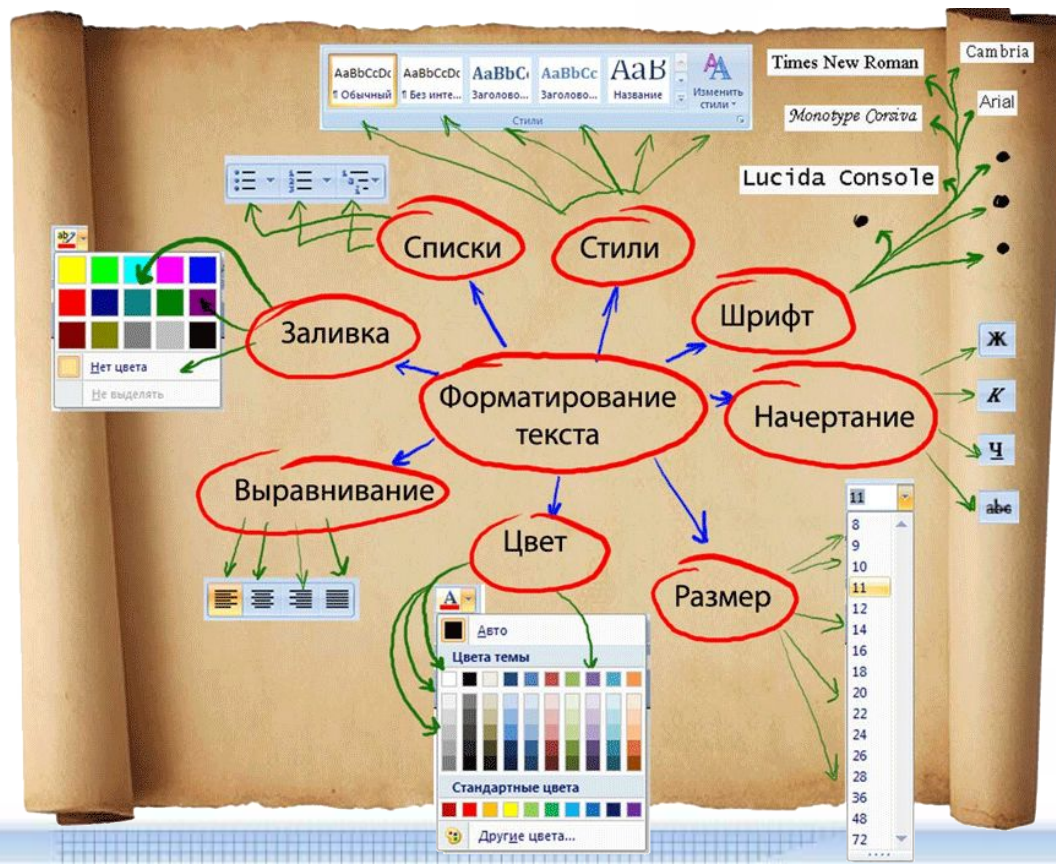 AaBbCcDc AaBbCcDc AaBbC AaBbCc AaB
¶ Обычный ¶ Без инте... Заголово... Заголово... Название
Изменить
стили
Стили
Times New Roman
Cambria
Monotype Corsiva
Arial
Lucida Console
Списки
Стили
Шрифт
Заливка
Нет цвета
Не выделять
Форматирование
текста
Начертание
Ж
К
Ч
abc
Выравнивание
Цвет
Размер
A
Авто
Цвета темы
Стандартные цвета
Другие цвета...
11
8
9
10
11
12
14
16
18
20
22
24
26
28
36
48
72